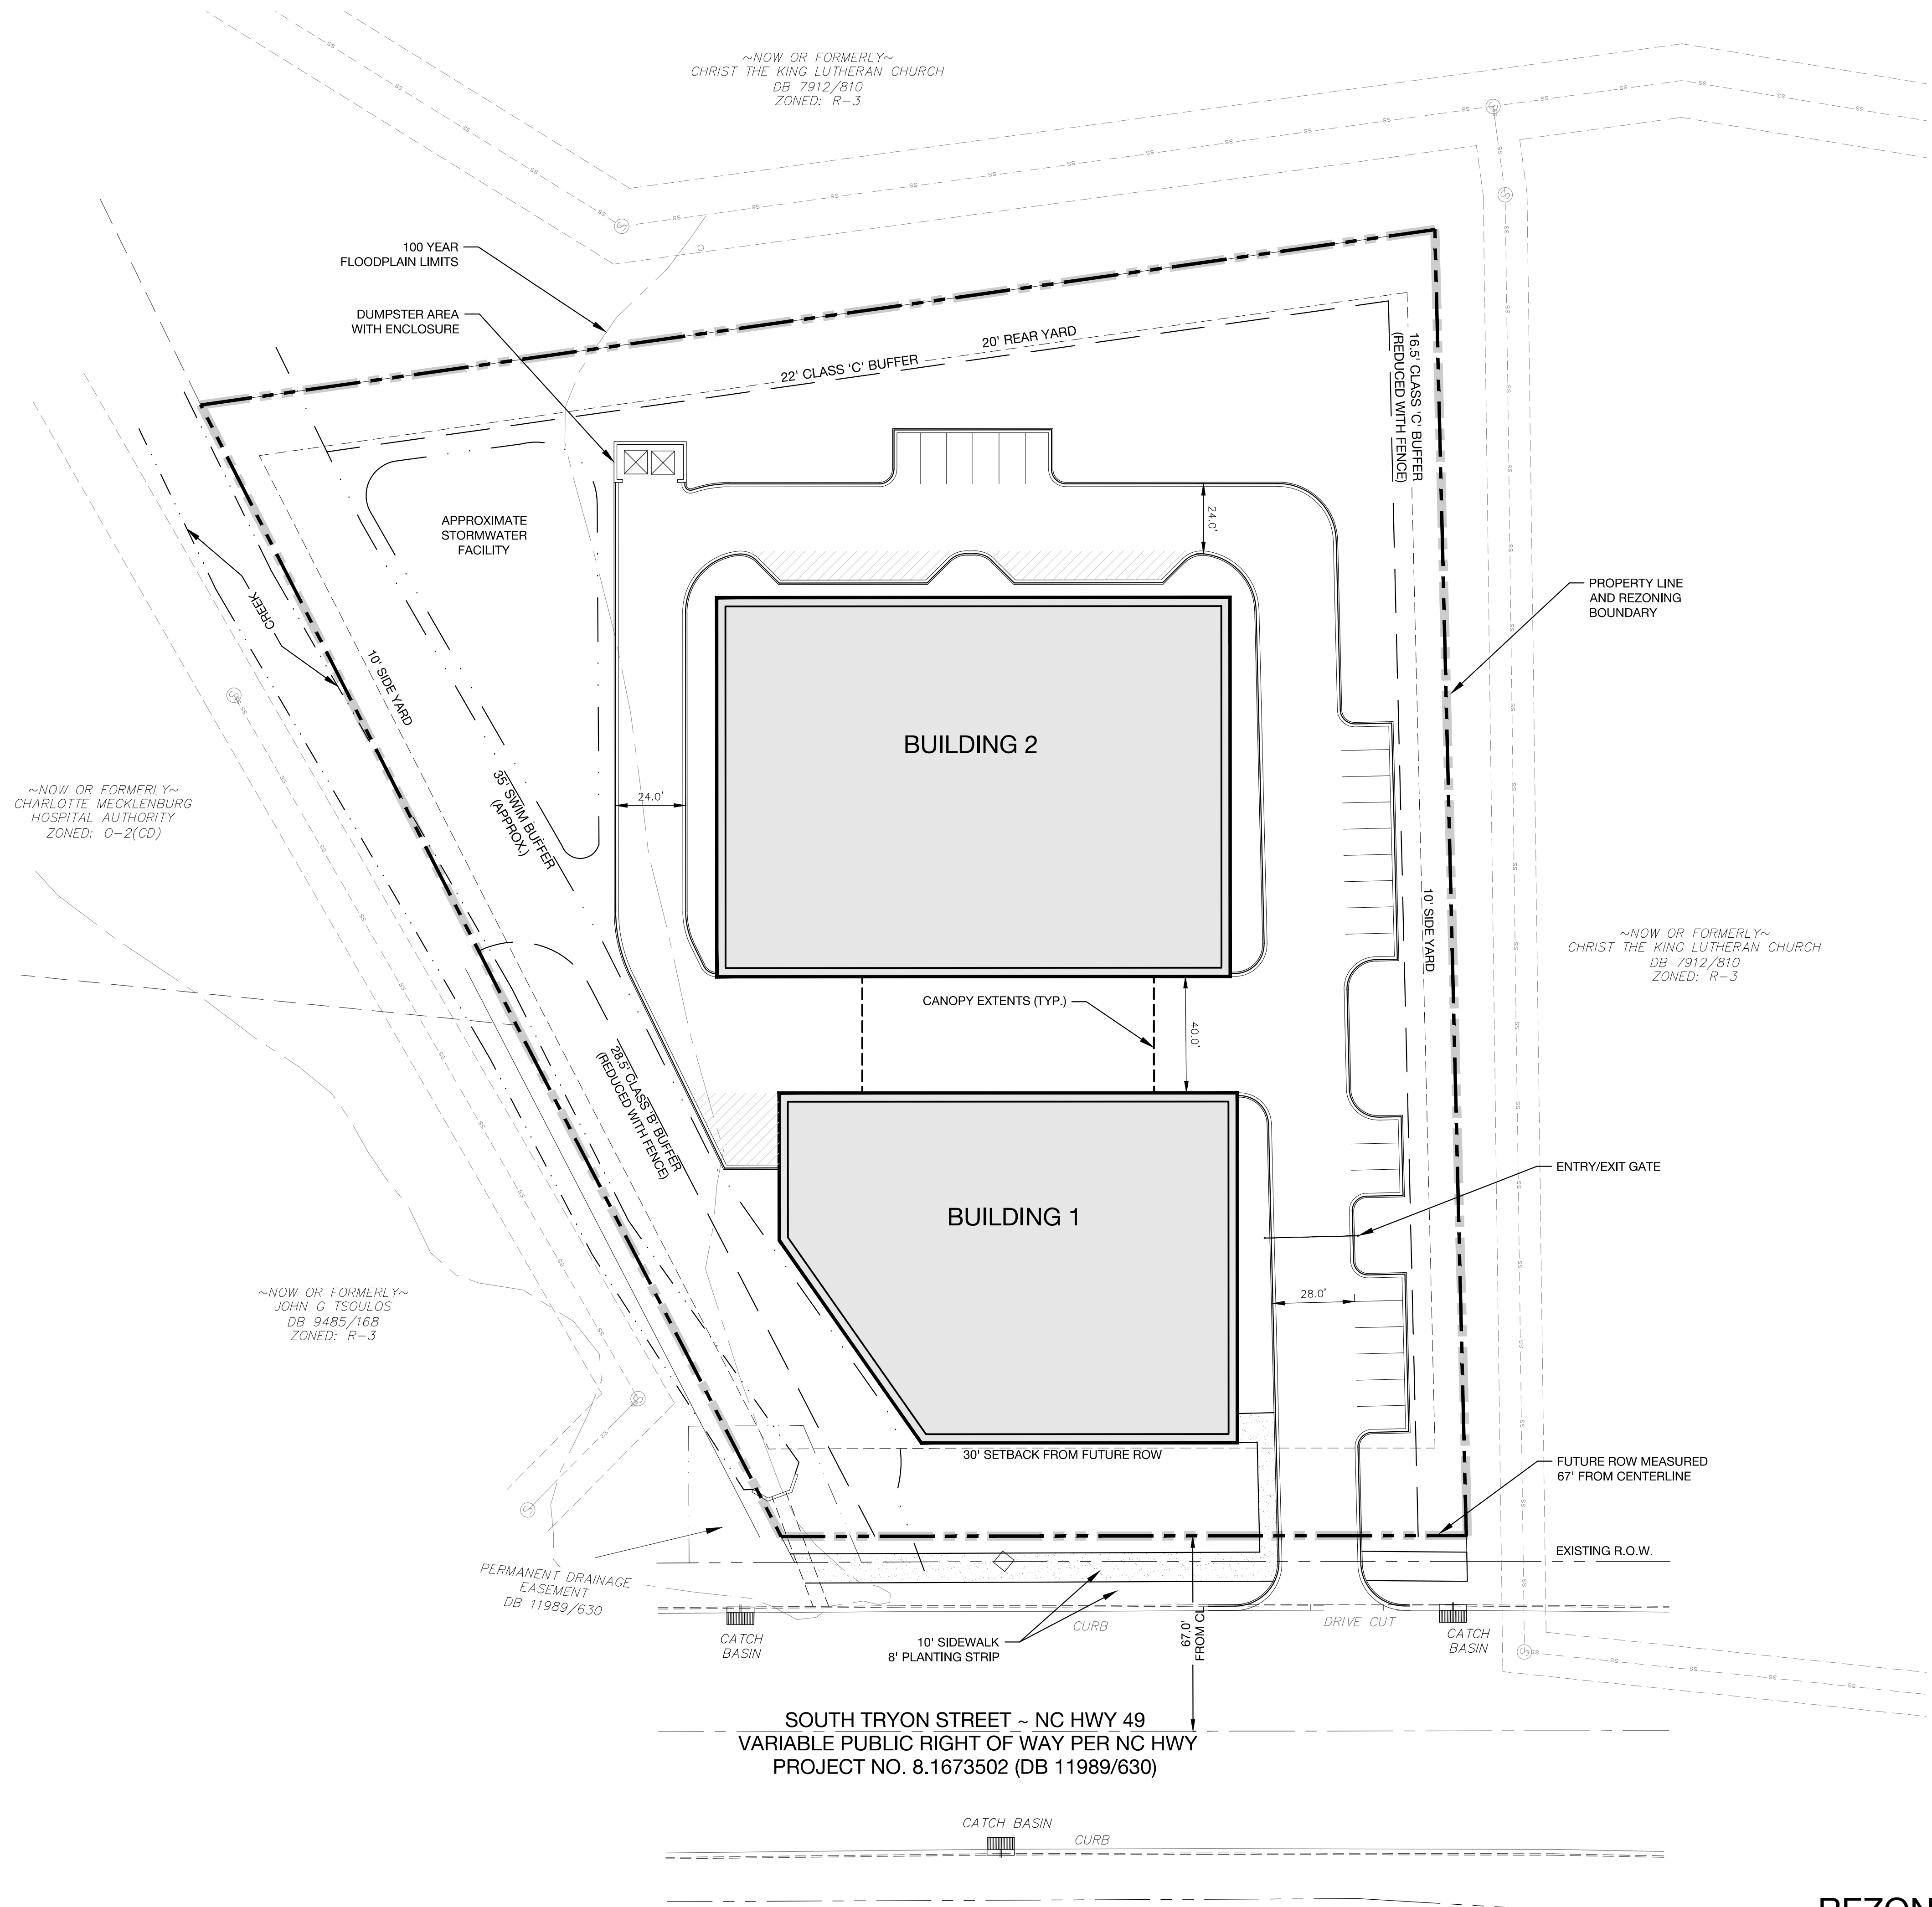 ~NOW OR FORMERLY~
CHRIST THE KING LUTHERAN CHURCH
DB 7912/810
ZONED: R-3
100 YEAR
FLOODPLAIN LIMITS
DUMPSTER AREA
WITH ENCLOSURE
20' REAR YARD
22' CLASS 'C' BUFFER
16.5' CLASS 'C' BUFFER
(REDUCED WITH FENCE)
APPROXIMATE
STORMWATER
FACILITY
24.0'
CREEK
PROPERTY LINE
AND REZONING
BOUNDARY
10' SIDE YARD
BUILDING 2
~NOW OR FORMERLY~
CHARLOTTE MECKLENBURG
HOSPITAL AUTHORITY
ZONED: O-2(CD)
35' SWIM BUFFER
(APPROX.)
24.0'
10' SIDE YARD
~NOW OR FORMERLY~
CHRIST THE KING LUTHERAN CHURCH
DB 7912/810
ZONED: R-3
CANOPY EXTENTS (TYP.)
40.0'
28.5' CLASS 'B' BUFFER
(REDUCED WITH FENCE)
ENTRY/EXIT GATE
BUILDING 1
28.0'
~NOW OR FORMERLY~
JOHN G TSOULOS
DB 9485/168
ZONED: R-3
30' SETBACK FROM FUTURE ROW
FUTURE ROW MEASURED
67' FROM CENTERLINE
EXISTING R.O.W.
PERMANENT DRAINAGE
EASEMENT
DB 11989/630
CATCH
BASIN
10' SIDEWALK
8' PLANTING STRIP
CURB
67.0'
FROM CL
DRIVE CUT
CATCH
BASIN
SOUTH TRYON STREET ~ NC HWY 49
VARIABLE PUBLIC RIGHT OF WAY PER NC HWY
PROJECT NO. 8.1673502 (DB 11989/630)
CATCH BASIN
CURB